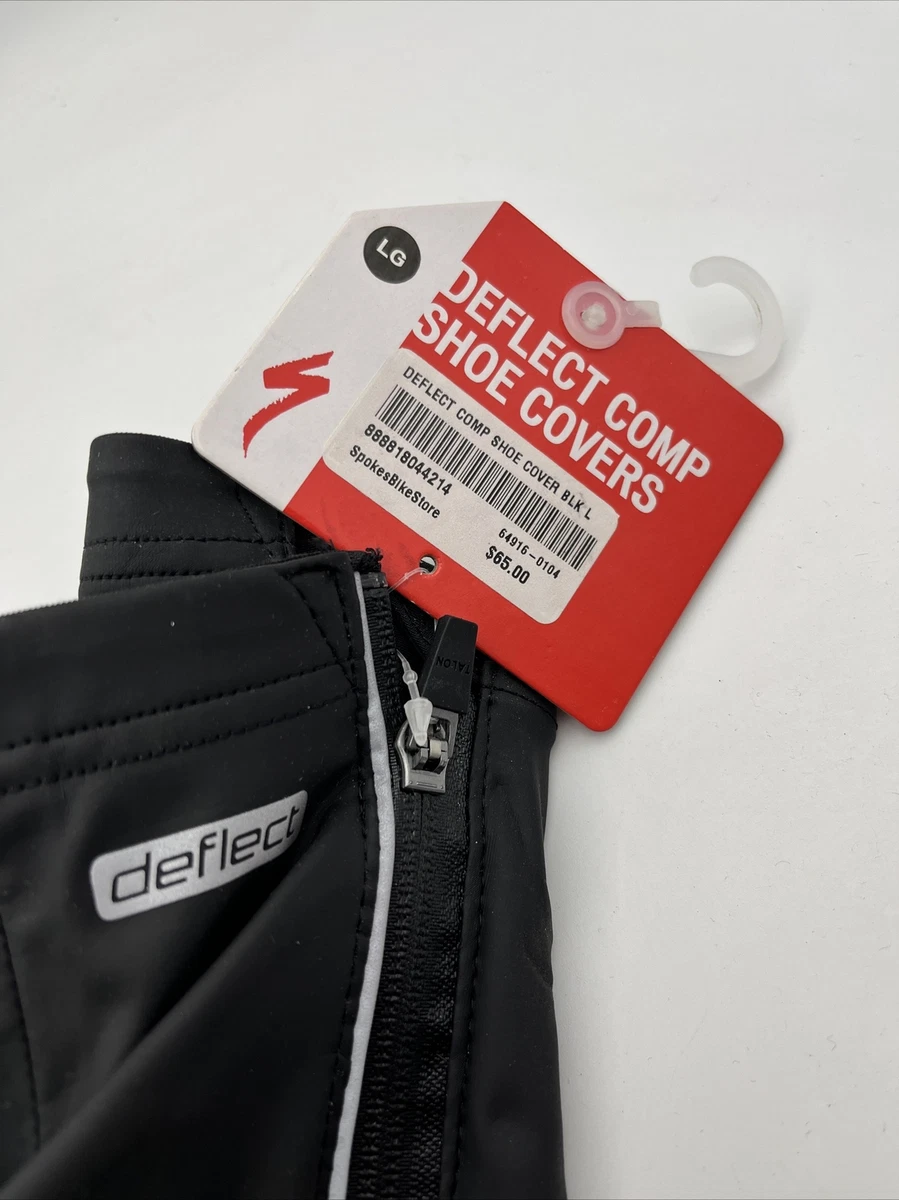 LG
DEFLECT COMP
SHOE COVERS
DEFLECT COMP SHOE COVER BLK L
888818044214
SpokesBikeStore
64916-0104
$65.00
TALON
deflect